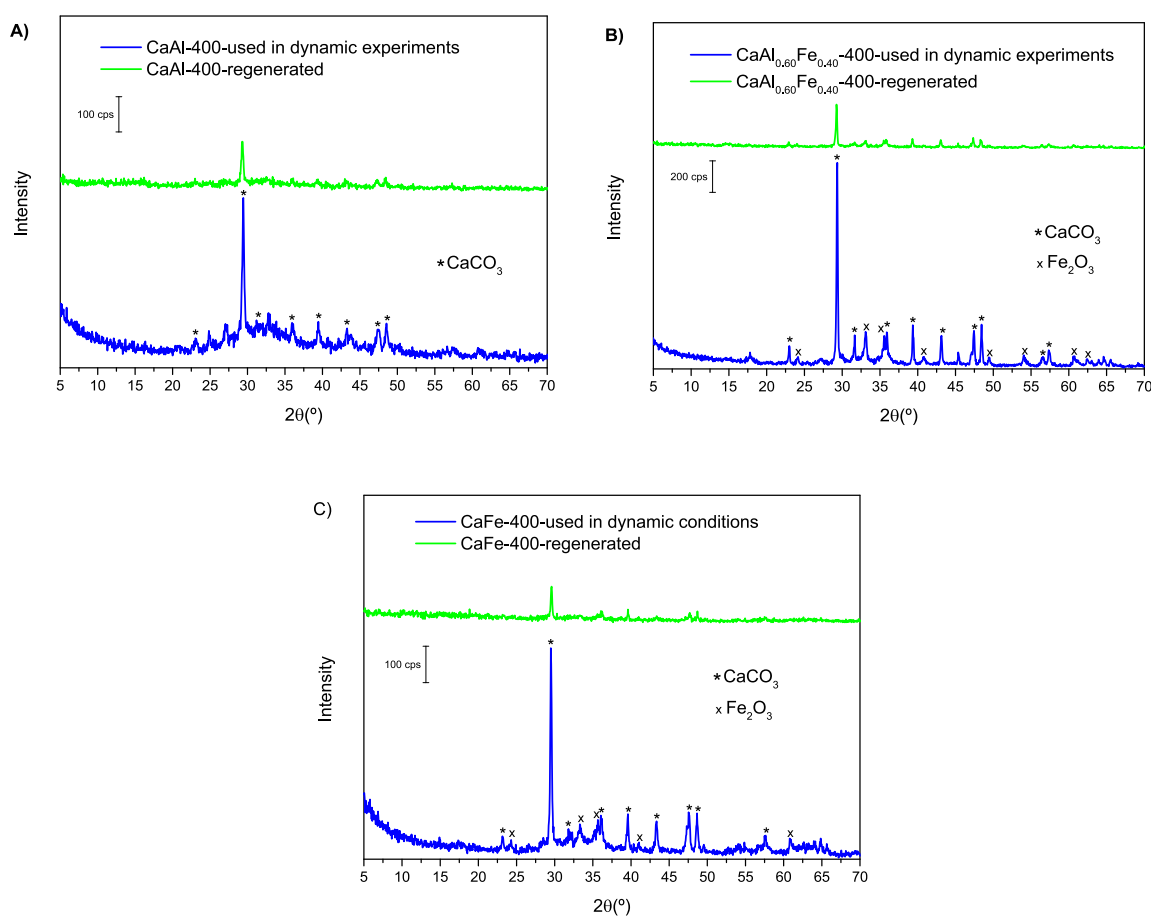 A)
CaAl-400-used in dynamic experiments
CaAl-400-regenerated
100 cps
Intensity
*
* * * * * * *
*CaCO₃
5 10 15 20 25 30 35 40 45 50 55 60 65 70
2θ(º)
B)
CaAl₀.₆₀Fe₀.₄₀-400-used in dynamic experiments
CaAl₀.₆₀Fe₀.₄₀-400-regenerated
200 cps
Intensity
*
* x * x x * * x * * * x x * * x x
*CaCO₃
x Fe₂O₃
5 10 15 20 25 30 35 40 45 50 55 60 65 70
2θ(º)
C)
CaFe-400-used in dynamic conditions
CaFe-400-regenerated
100 cps
Intensity
*
* x * x x * * x * * * * x
*CaCO₃
x Fe₂O₃
5 10 15 20 25 30 35 40 45 50 55 60 65 70
2θ(º)